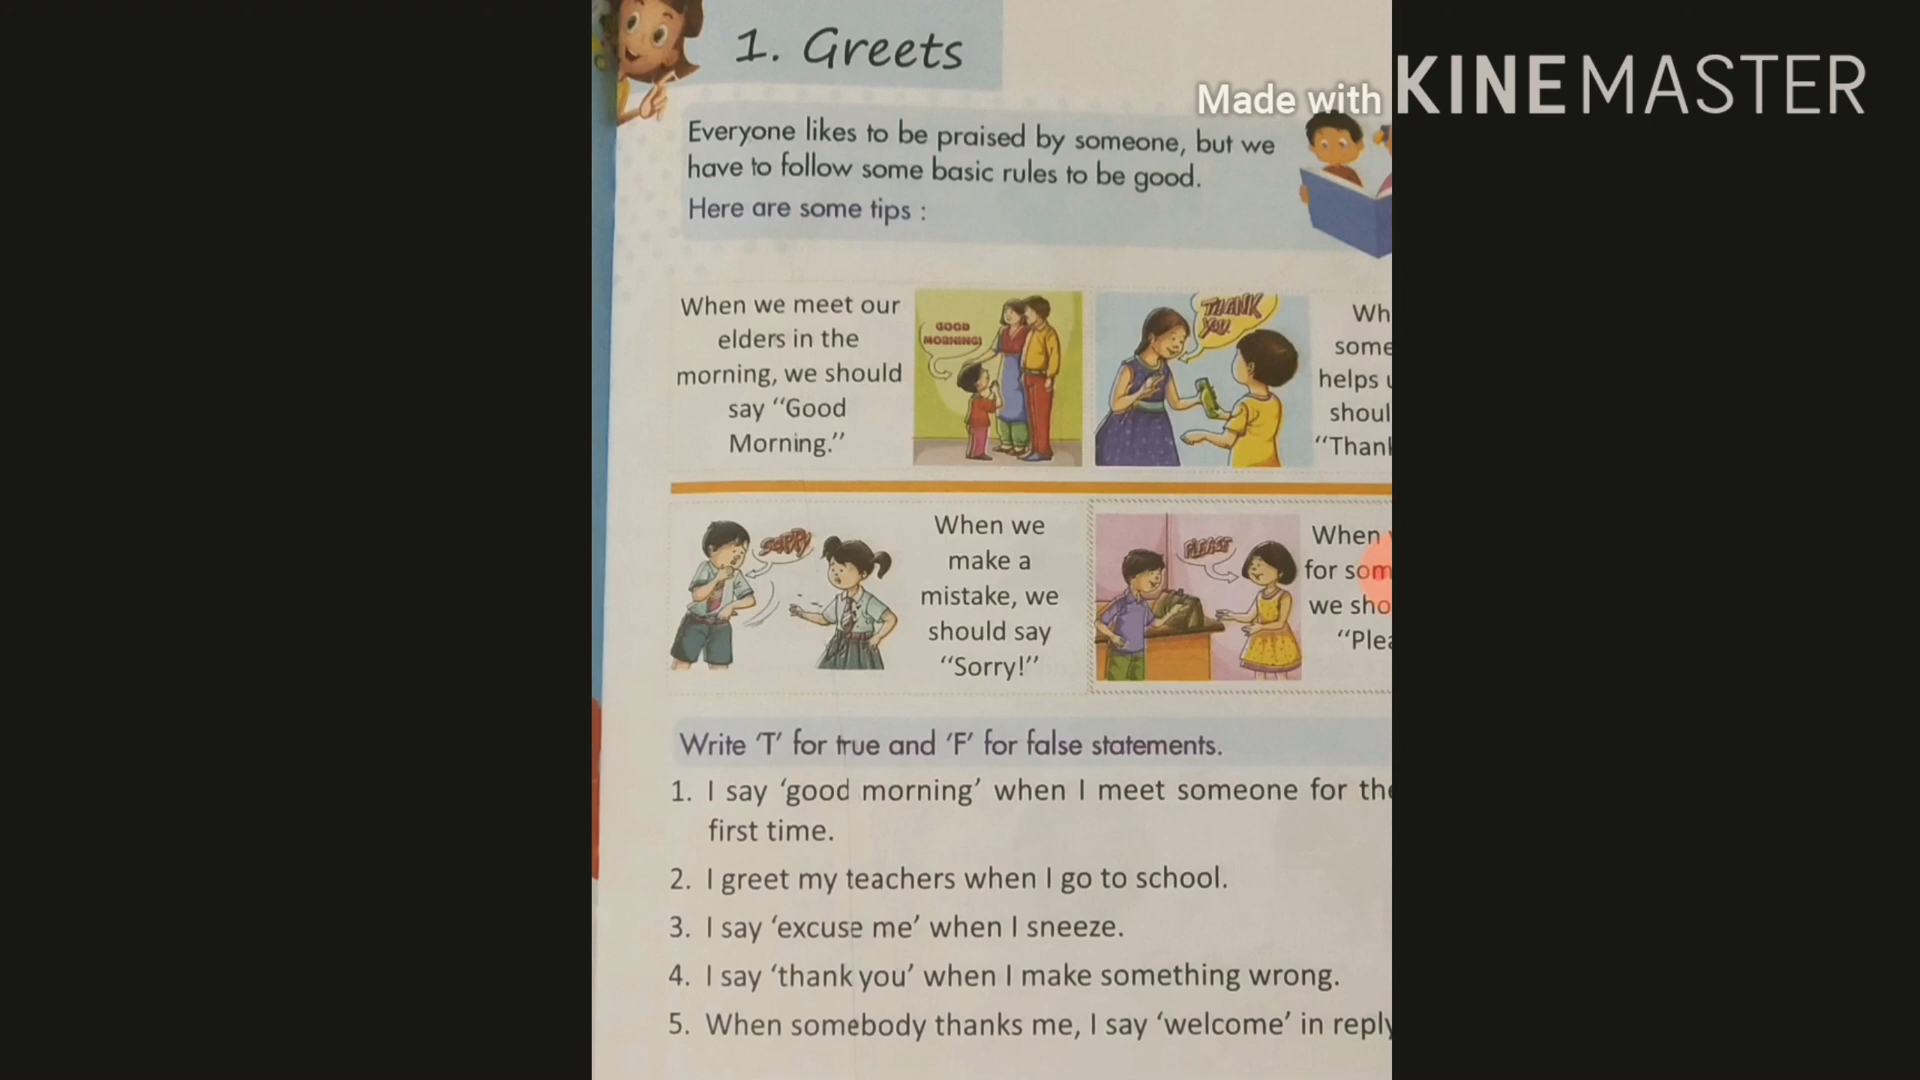 1. Greets
Made with KINEMASTER
Everyone likes to be praised by someone, but we
have to follow some basic rules to be good.
Here are some tips :
When we meet our
elders in the
morning, we should
say “Good
Morning.”
GOOD
MORNING!
THANK
YOU
helps
SORRY
When we
make a
mistake, we
should say
“Sorry!”
PLEASE
When
for
we
Write ‘T’ for true and ‘F’ for false statements.
1. I say ‘good morning’ when I meet someone for the
first time.
2. I greet my teachers when I go to school.
3. I say ‘excuse me’ when I sneeze.
4. I say ‘thank you’ when I make something wrong.
5. When somebody thanks me, I say ‘welcome’ in reply